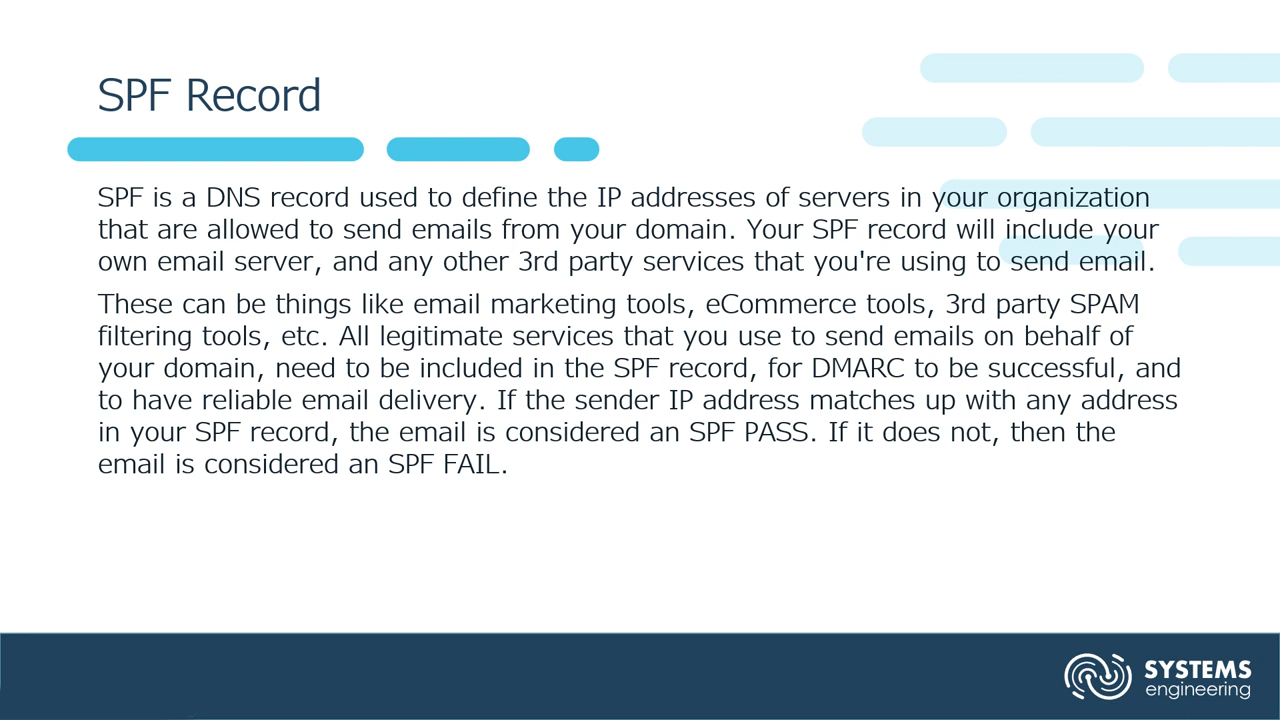 SPF Record
SPF is a DNS record used to define the IP addresses of servers in your organization
that are allowed to send emails from your domain. Your SPF record will include your
own email server, and any other 3rd party services that you're using to send email.
These can be things like email marketing tools, eCommerce tools, 3rd party SPAM
filtering tools, etc. All legitimate services that you use to send emails on behalf of
your domain, need to be included in the SPF record, for DMARC to be successful, and
to have reliable email delivery. If the sender IP address matches up with any address
in your SPF record, the email is considered an SPF PASS. If it does not, then the
email is considered an SPF FAIL.
SYSTEMS
engineering